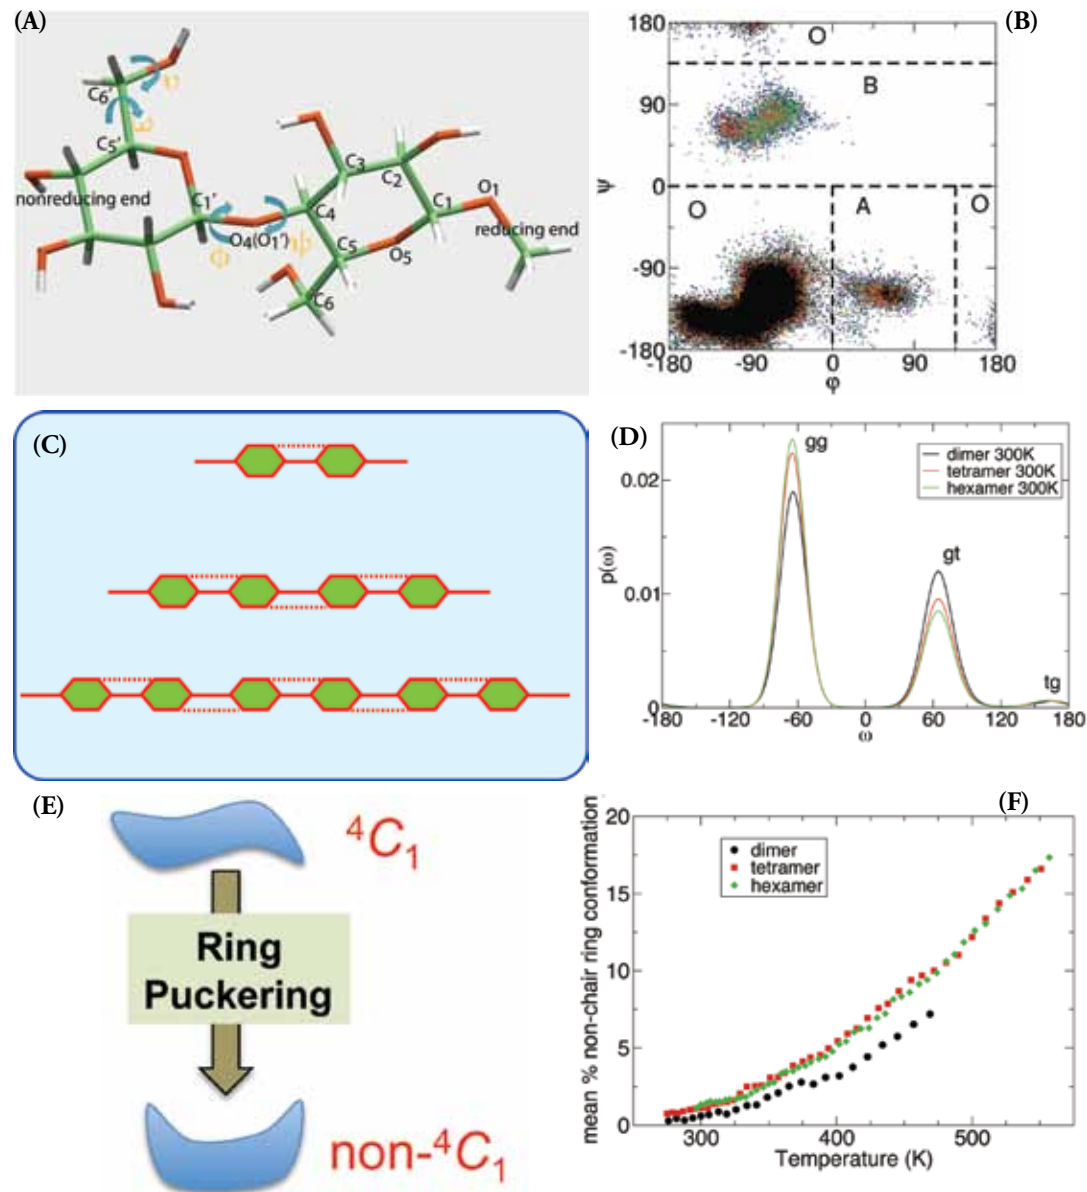 (A)
C6'
υ
ω
C5'
nonreducing end
C1'
Φ
O4(O1')
ψ
C3
C2
C4
C1
O1
reducing end
C5
O5
C6
(B)
180
90
0
-90
-180
ψ
O
B
O
A
O
-180
-90
0
90
180
φ
(C)
(D)
gg
gt
tg
dimer 300K
tetramer 300K
hexamer 300K
0.02
0.01
0
p(ω)
-180
-120
-60
0
60
120
180
ω
(E)
⁴C₁
Ring
Puckering
non-⁴C₁
(F)
dimer
tetramer
hexamer
20
15
10
5
0
mean % non-chair ring conformation
300
400
500
Temperature (K)